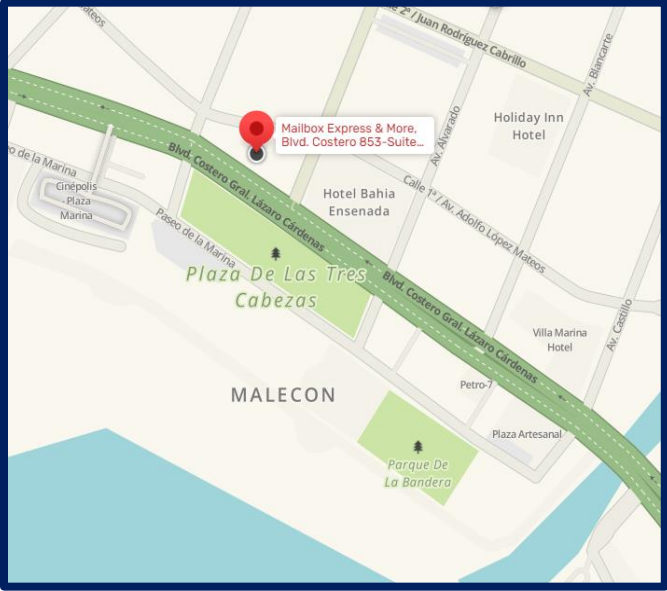 ateos
e 2ª / Juan Rodríguez Cabrillo
Av. Blancarte
Holiday Inn
Hotel
Av. Alvarado
Mailbox Express & More,
Blvd. Costero 853-Suite...
Blvd. Costero Gral. Lázaro Cárdenas
eo de la Marina
Cinépolis
- Plaza
Marina
Hotel Bahia
Ensenada
Calle 1ª / Av. Adolfo López Mateos
Paseo de la Marina
Plaza De Las Tres
Cabezas
Blvd. Costero Gral. Lázaro Cárdenas
Av. Castillo
Villa Marina
Hotel
Petro-7
MALECON
Plaza Artesanal
Parque De
La Bandera